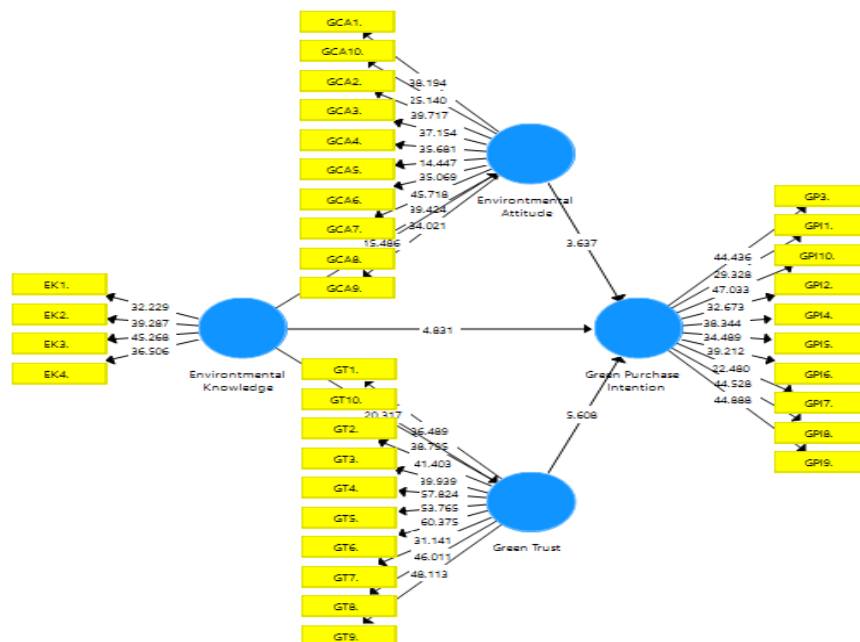 GCA1.
GCA10.
GCA2.
GCA3.
GCA4.
GCA5.
GCA6.
GCA7.
GCA8.
GCA9.
38.194
25.140
39.717
37.154
35.681
14.447
35.069
45.718
39.424
34.021
Environtmental
Attitude
15.486
3.637
EK1.
EK2.
EK3.
EK4.
32.229
39.287
45.268
36.506
Environtmental
Knowledge
4.831
Green Purchase
Intention
GP3.
GPI1.
GPI10.
GPI2.
GPI4.
GPI5.
GPI6.
GPI7.
GPI8.
GPI9.
44.436
29.328
47.033
32.673
38.344
34.489
39.212
22.480
44.528
44.888
GT1.
GT10.
GT2.
GT3.
GT4.
GT5.
GT6.
GT7.
GT8.
GT9.
20.317
36.489
38.795
41.403
39.939
57.824
53.765
60.375
31.141
46.011
48.113
5.608
Green Trust